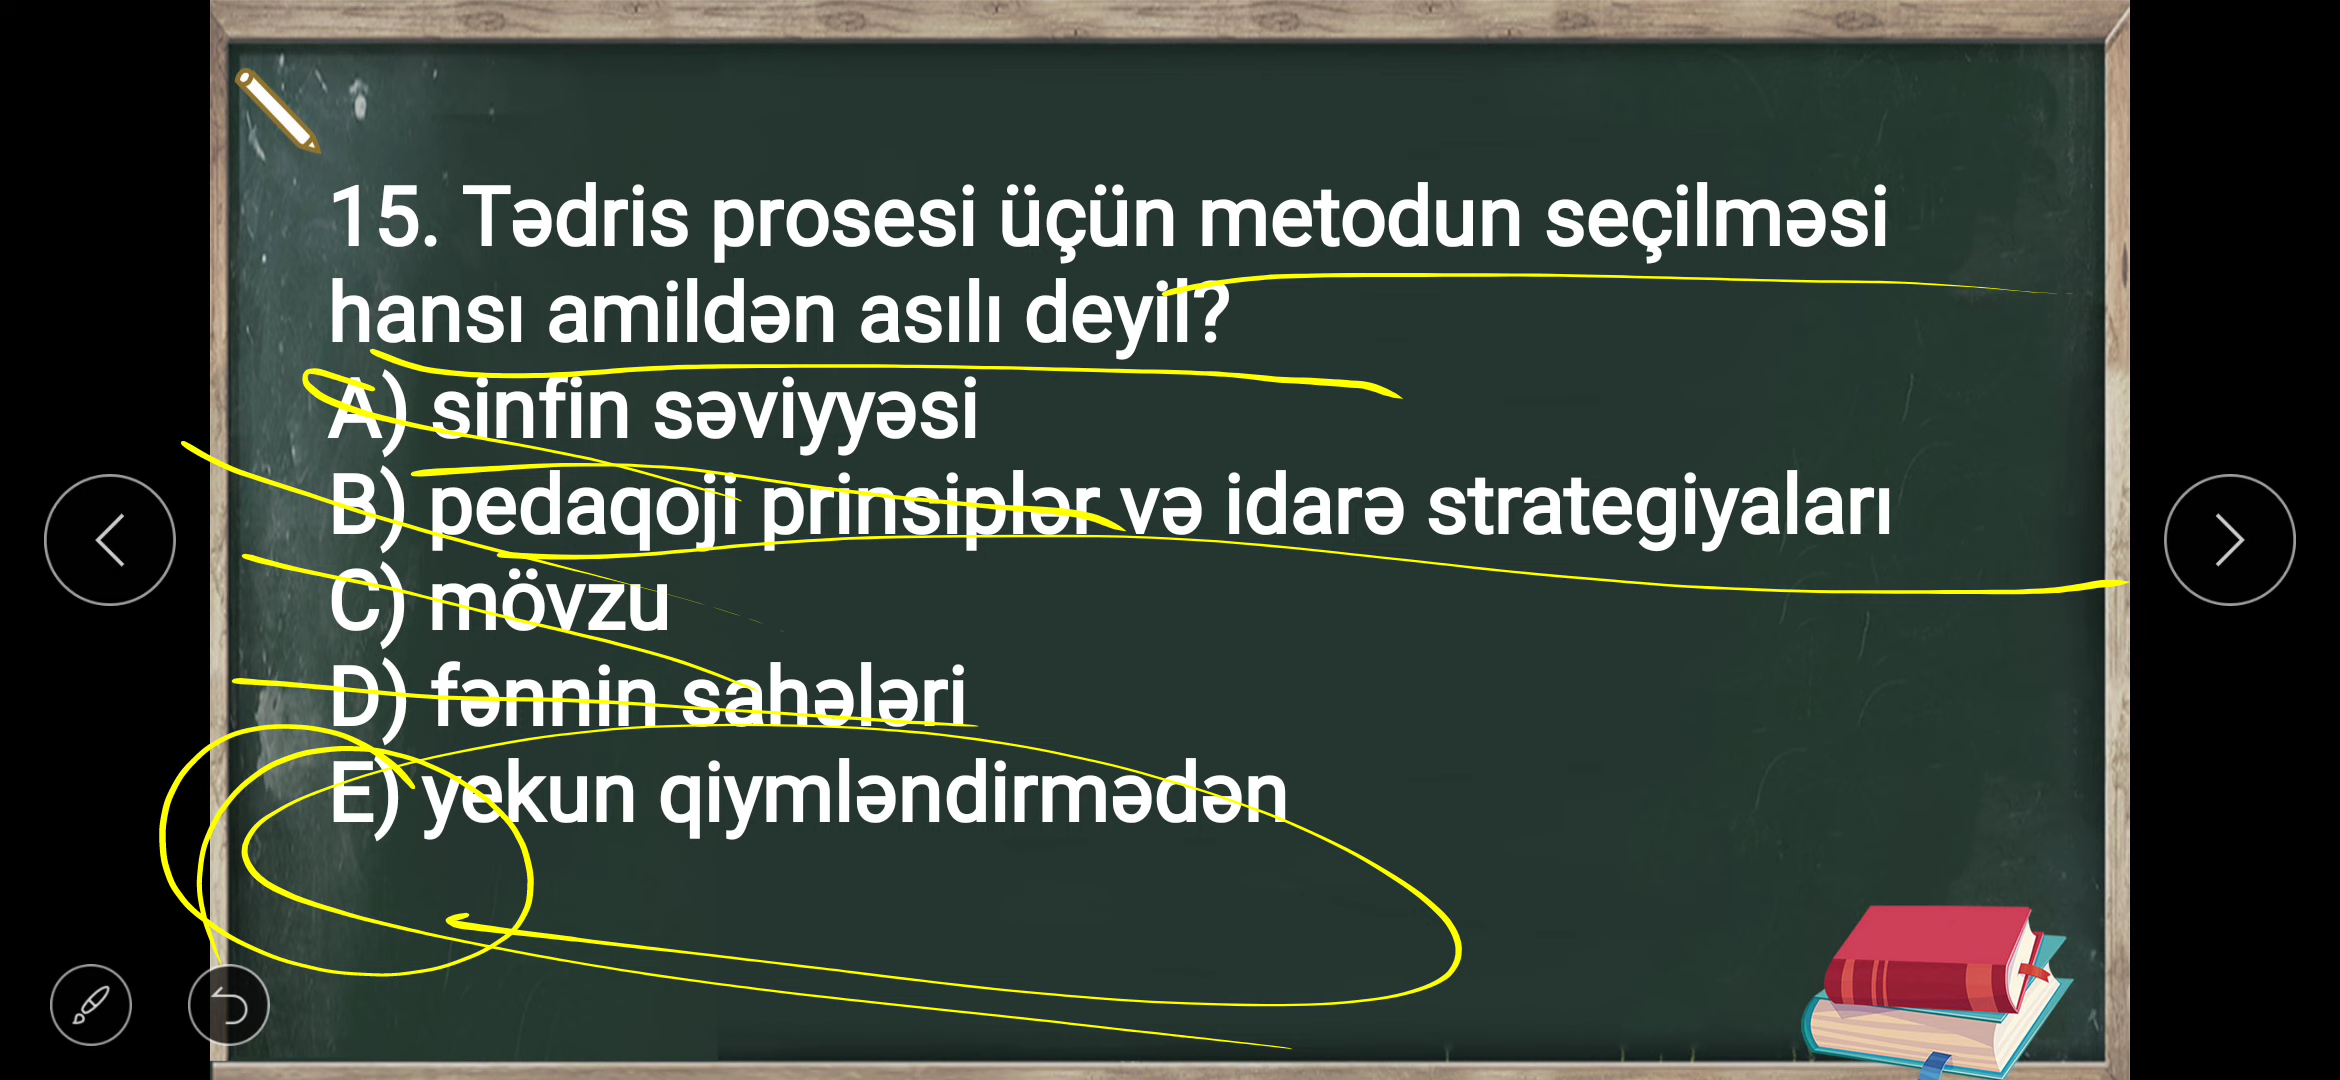 15. Tədris prosesi üçün metodun seçilməsi
hansı amildən asılı deyil?
A) sinfin səviyyəsi
B) pedaqoji prinsiplər və idarə strategiyaları
C) mövzu
D) fənnin sahələri
E) yekun qiymləndirmədən